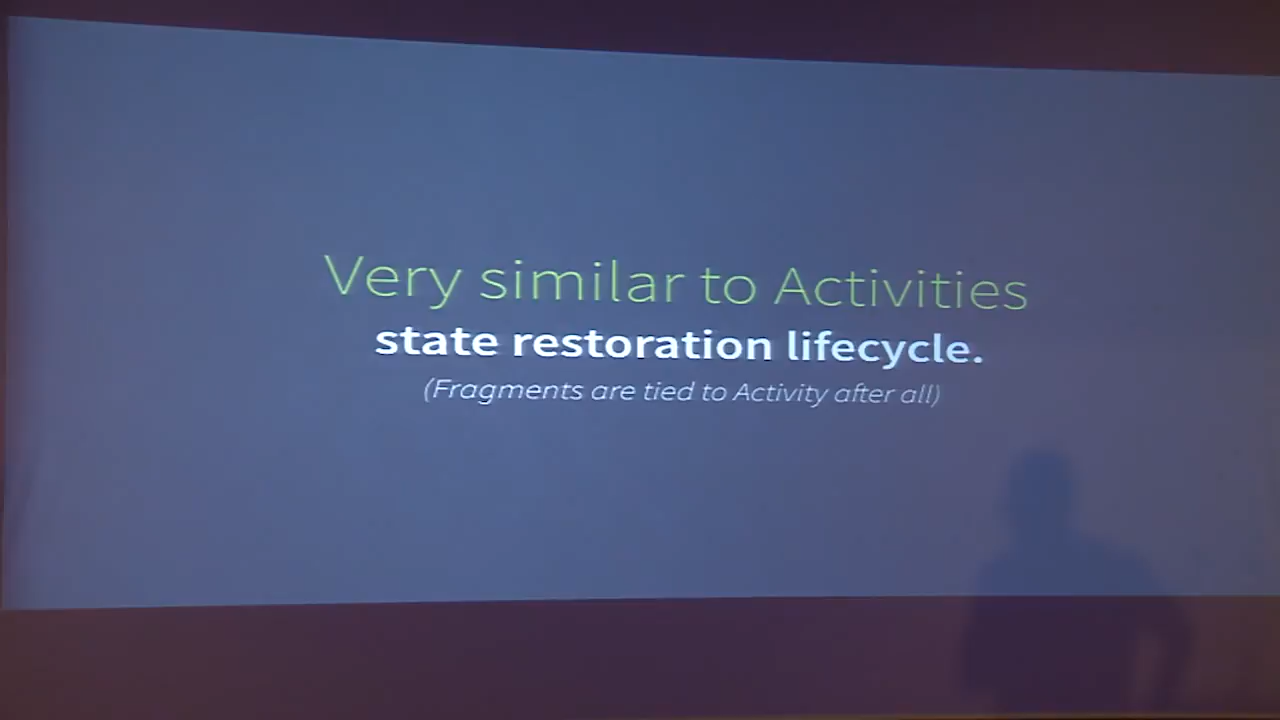 Very similar to Activities
state restoration lifecycle.
(Fragments are tied to Activity after all)